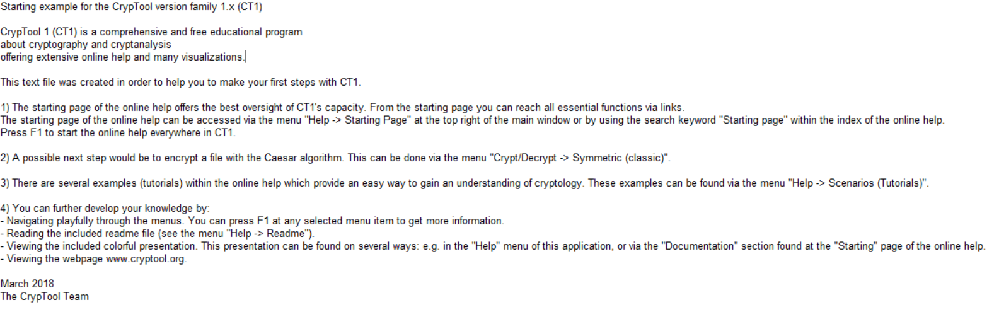 Starting example for the CrypTool version family 1.x (CT1)
CrypTool 1 (CT1) is a comprehensive and free educational program
about cryptography and cryptanalysis
offering extensive online help and many visualizations.
This text file was created in order to help you to make your first steps with CT1.
1) The starting page of the online help offers the best oversight of CT1's capacity. From the starting page you can reach all essential functions via links.
The starting page of the online help can be accessed via the menu "Help -> Starting Page" at the top right of the main window or by using the search keyword "Starting page" within the index of the online help.
Press F1 to start the online help everywhere in CT1.
2) A possible next step would be to encrypt a file with the Caesar algorithm. This can be done via the menu "Crypt/Decrypt -> Symmetric (classic)".
3) There are several examples (tutorials) within the online help which provide an easy way to gain an understanding of cryptology. These examples can be found via the menu "Help -> Scenarios (Tutorials)".
4) You can further develop your knowledge by:
- Navigating playfully through the menus. You can press F1 at any selected menu item to get more information.
- Reading the included readme file (see the menu "Help -> Readme").
- Viewing the included colorful presentation. This presentation can be found on several ways: e.g. in the "Help" menu of this application, or via the "Documentation" section found at the "Starting" page of the online help.
- Viewing the webpage www.cryptool.org.
March 2018
The CrypTool Team